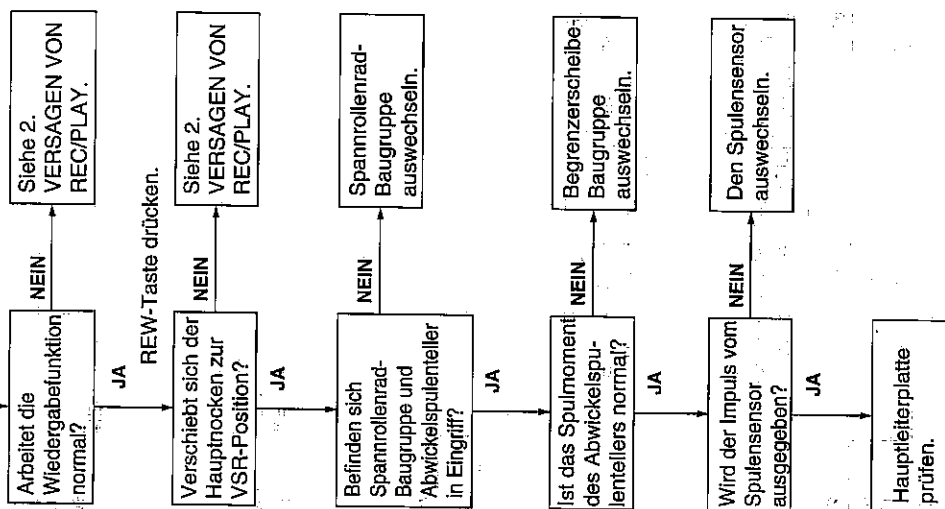 Arbeitet die
Wiedergabefunktion
normal?
NEIN
Siehe 2.
VERSAGEN VON
REC/PLAY.
JA
REW-Taste drücken.
Verschiebt sich der
Hauptnocken zur
VSR-Position?
NEIN
Siehe 2.
VERSAGEN VON
REC/PLAY.
JA
Befinden sich
Spannrollenrad-
Baugruppe und
Abwickelspulenteller
in Eingriff?
NEIN
Spannrollenrad-
Baugruppe
auswechseln.
JA
Ist das Spulmoment
des Abwickelspu-
lentellers normal?
NEIN
Begrenzerscheibe-
Baugruppe
auswechseln.
JA
Wird der Impuls vom
Spulensensor
ausgegeben?
NEIN
Den Spulensensor
auswechseln.
JA
Hauptleiterplatte
prüfen.